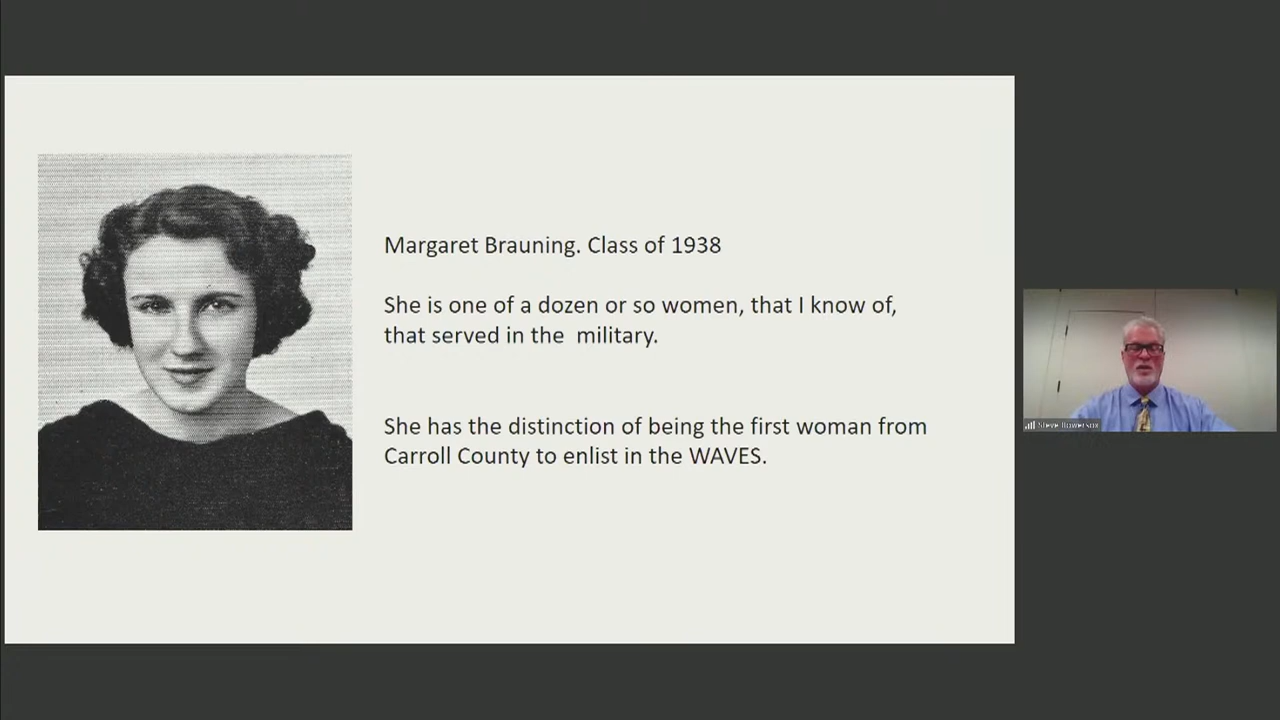 Margaret Brauning. Class of 1938
She is one of a dozen or so women, that I know of,
that served in the  military.
She has the distinction of being the first woman from
Carroll County to enlist in the WAVES.
Steve Bowersox